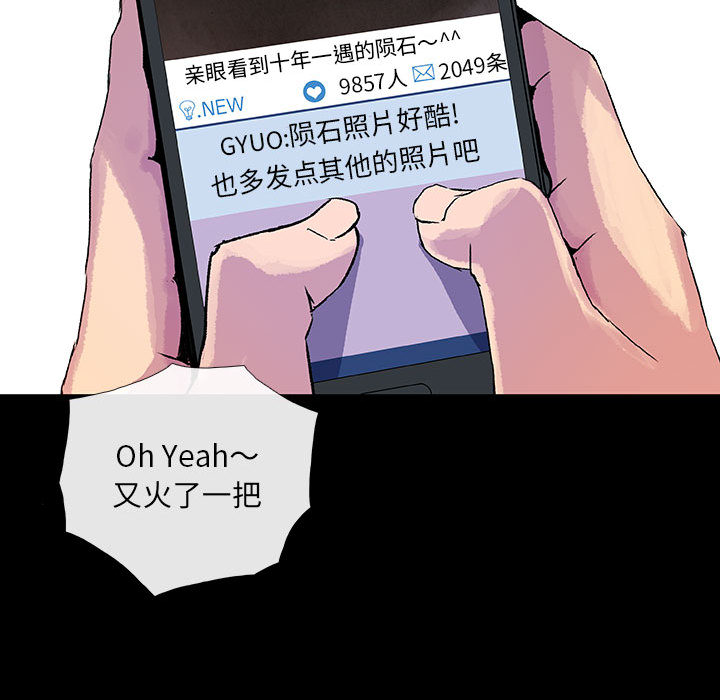 亲眼看到十年一遇的陨石～^^
.NEW 9857人 2049条
GYUO:陨石照片好酷!
也多发点其他的照片吧
Oh Yeah～
又火了一把